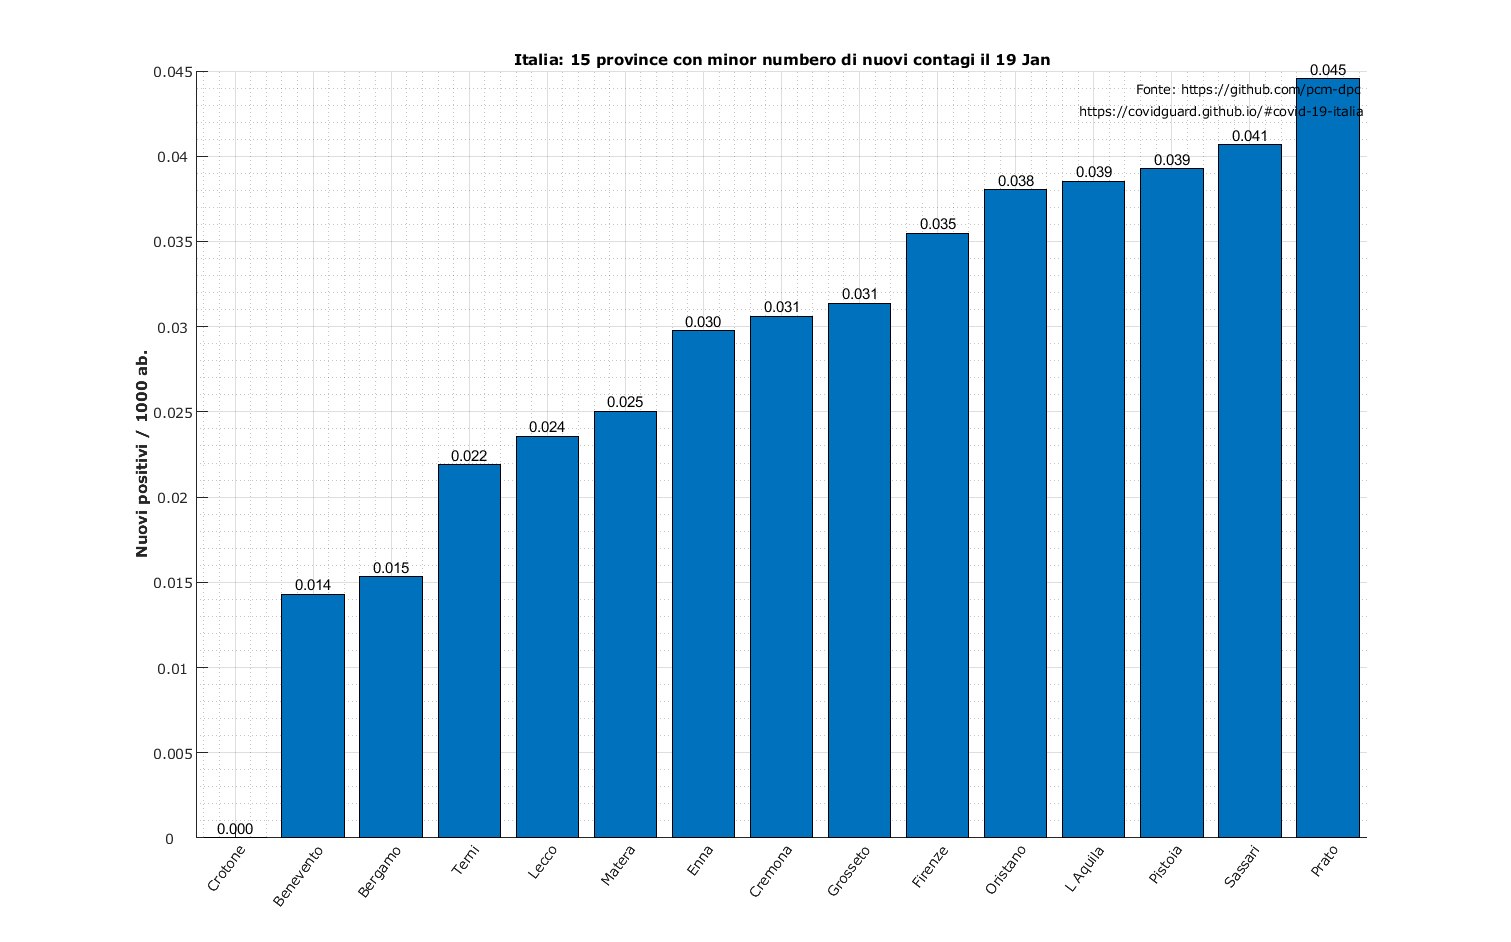 Italia: 15 province con minor numbero di nuovi contagi il 19 Jan
Fonte: https://github.com/pcm-dpc
https://covidguard.github.io/#covid-19-italia
Nuovi positivi / 1000 ab.
0.045
0.04
0.035
0.03
0.025
0.02
0.015
0.01
0.005
0
0.000
0.014
0.015
0.022
0.024
0.025
0.030
0.031
0.031
0.035
0.038
0.039
0.039
0.041
0.045
Crotone
Benevento
Bergamo
Terni
Lecco
Matera
Enna
Cremona
Grosseto
Firenze
Oristano
L Aquila
Pistoia
Sassari
Prato